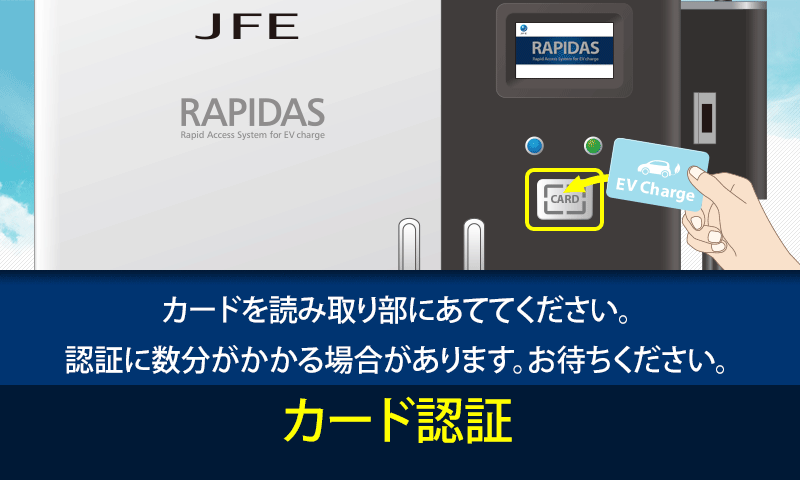 JFE
RAPIDAS
Rapid Access System for EV charge
RAPIDAS
Rapid Access System for EV charge
CARD
EV Charge
カードを読み取り部にあててください。
認証に数分がかかる場合があります。お待ちください。
カード認証